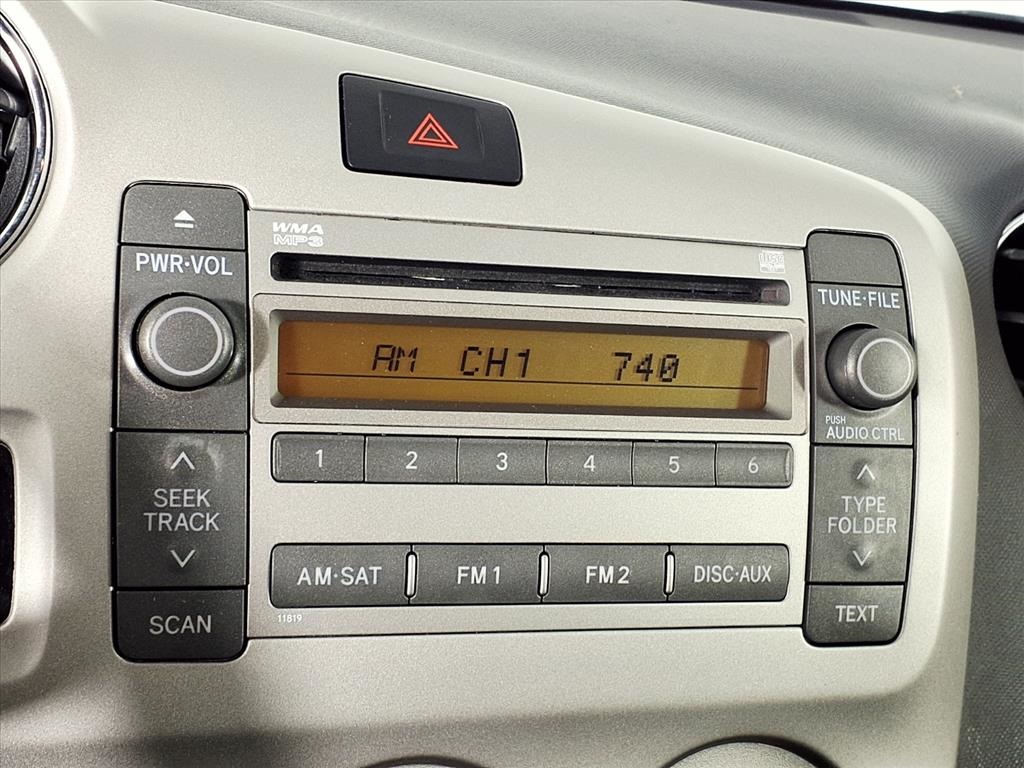 WMA
MP3
PWR·VOL
TUNE·FILE
AM CH1 740
PUSH
AUDIO CTRL
1 2 3 4 5 6
SEEK
TRACK
TYPE
FOLDER
AM·SAT FM1 FM2 DISC·AUX
SCAN
11819
TEXT